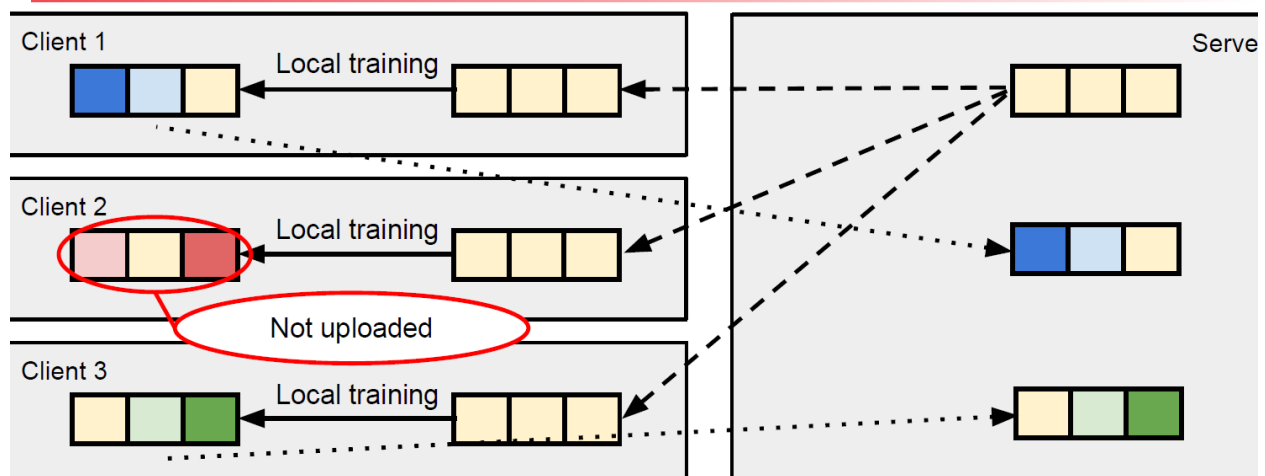 Client 1
Local training
Serve
Client 2
Local training
Not uploaded
Client 3
Local training